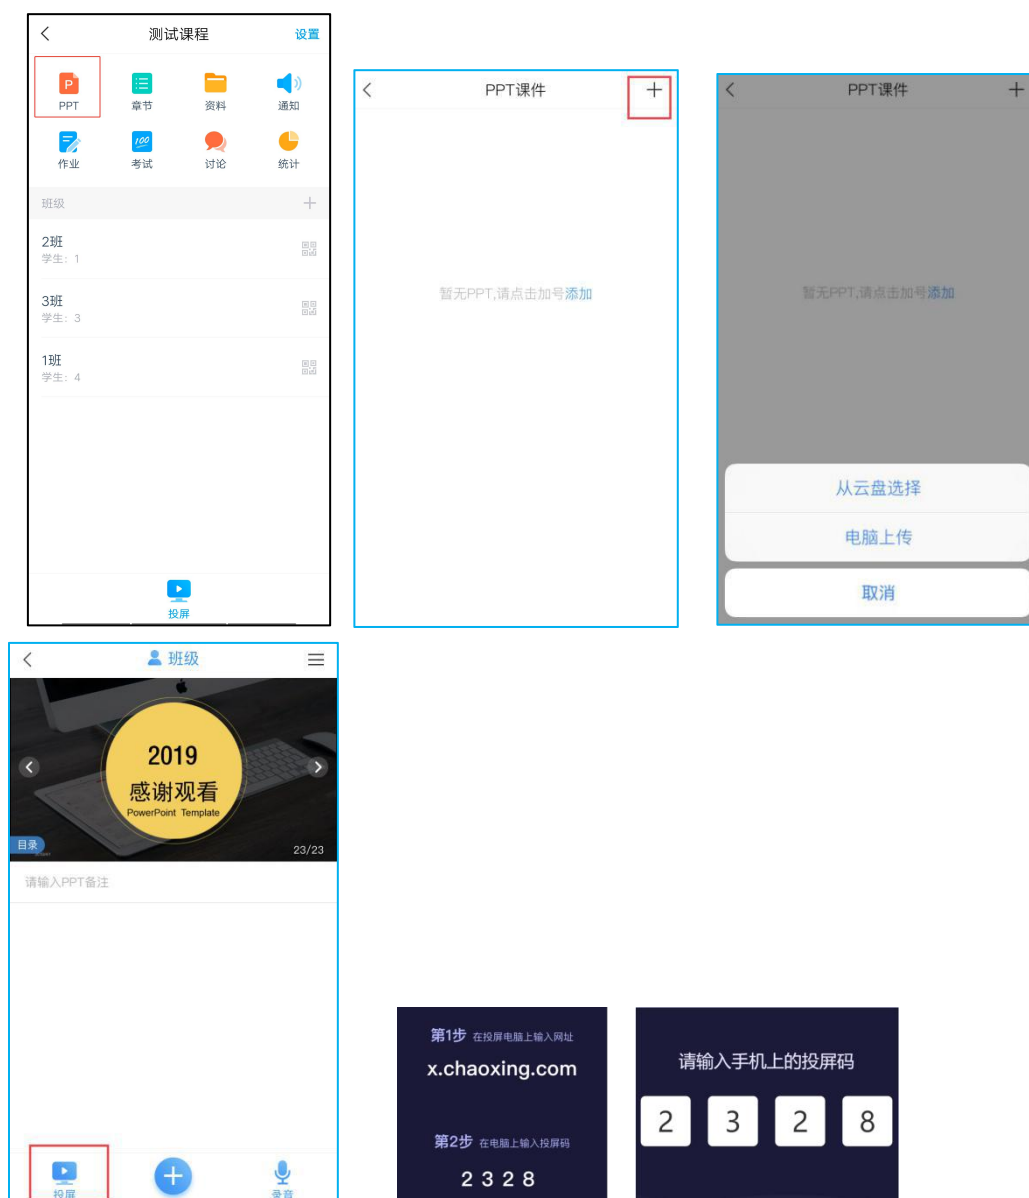 测试课程
设置
PPT
章节
资料
通知
作业
考试
讨论
统计
班级
2班
学生：1
3班
学生：3
1班
学生：4
投屏
PPT课件
暂无PPT,请点击加号添加
PPT课件
暂无PPT,请点击加号添加
从云盘选择
电脑上传
取消
班级
2019
感谢观看
PowerPoint Template
目录
23/23
请输入PPT备注
投屏
录音
第1步 在投屏电脑上输入网址
x.chaoxing.com
第2步 在电脑上输入投屏码
2 3 2 8
请输入手机上的投屏码
2 3 2 8